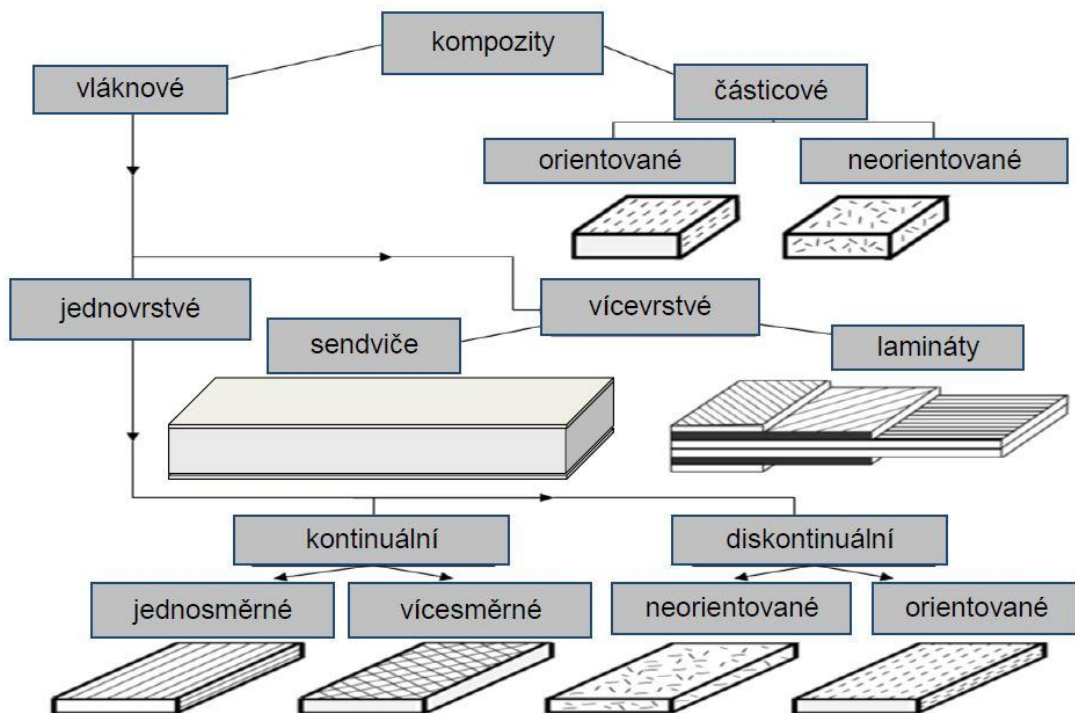 kompozity
vláknové
částicové
orientované
neorientované
jednovrstvé
vícevrstvé
sendviče
lamináty
kontinuální
diskontinuální
jednosměrné
vícesměrné
neorientované
orientované